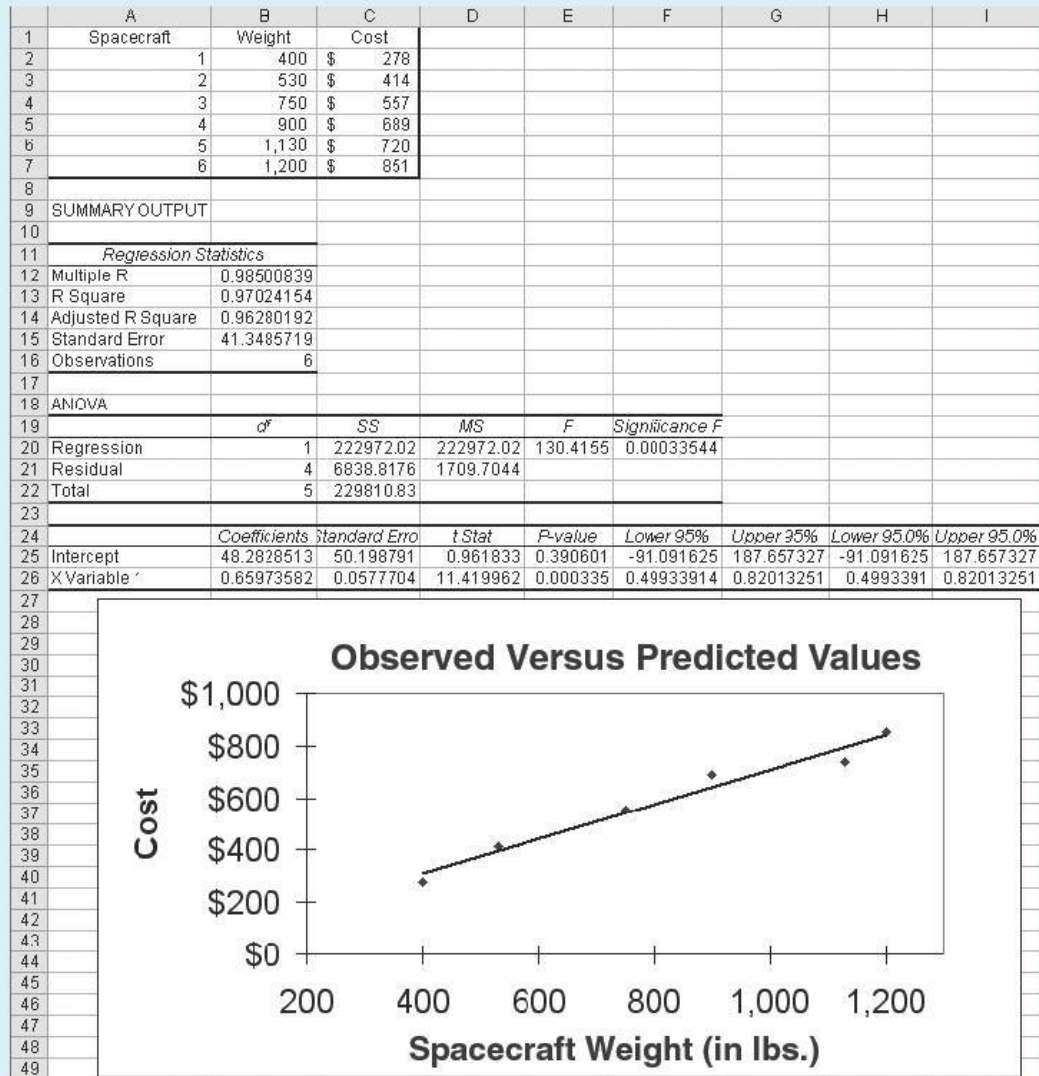 A B C D E F G H I
1 Spacecraft Weight Cost
2 1 400 $ 278
3 2 530 $ 414
4 3 750 $ 557
5 4 900 $ 689
6 5 1,130 $ 720
7 6 1,200 $ 851
8
9 SUMMARY OUTPUT
10
11 Regression Statistics
12 Multiple R 0.98500839
13 R Square 0.97024154
14 Adjusted R Square 0.96280192
15 Standard Error 41.3485719
16 Observations 6
17
18 ANOVA
19 df SS MS F Significance F
20 Regression 1 222972.02 222972.02 130.4155 0.00033544
21 Residual 4 6838.8176 1709.7044
22 Total 5 229810.83
23
24 Coefficients Standard Erro t Stat P-value Lower 95% Upper 95% Lower 95.0% Upper 95.0%
25 Intercept 48.2828513 50.198791 0.961833 0.390601 -91.091625 187.657327 -91.091625 187.657327
26 X Variable 0.65973582 0.0577704 11.419962 0.000335 0.49933914 0.82013251 0.4993391 0.82013251
27
28
29
30
31
32
33
34
35
36
37
38
39
40
41
42
43
44
45
46
47
48
49
Observed Versus Predicted Values
$1,000
$800
$600
$400
$200
$0
Cost
200 400 600 800 1,000 1,200
Spacecraft Weight (in lbs.)